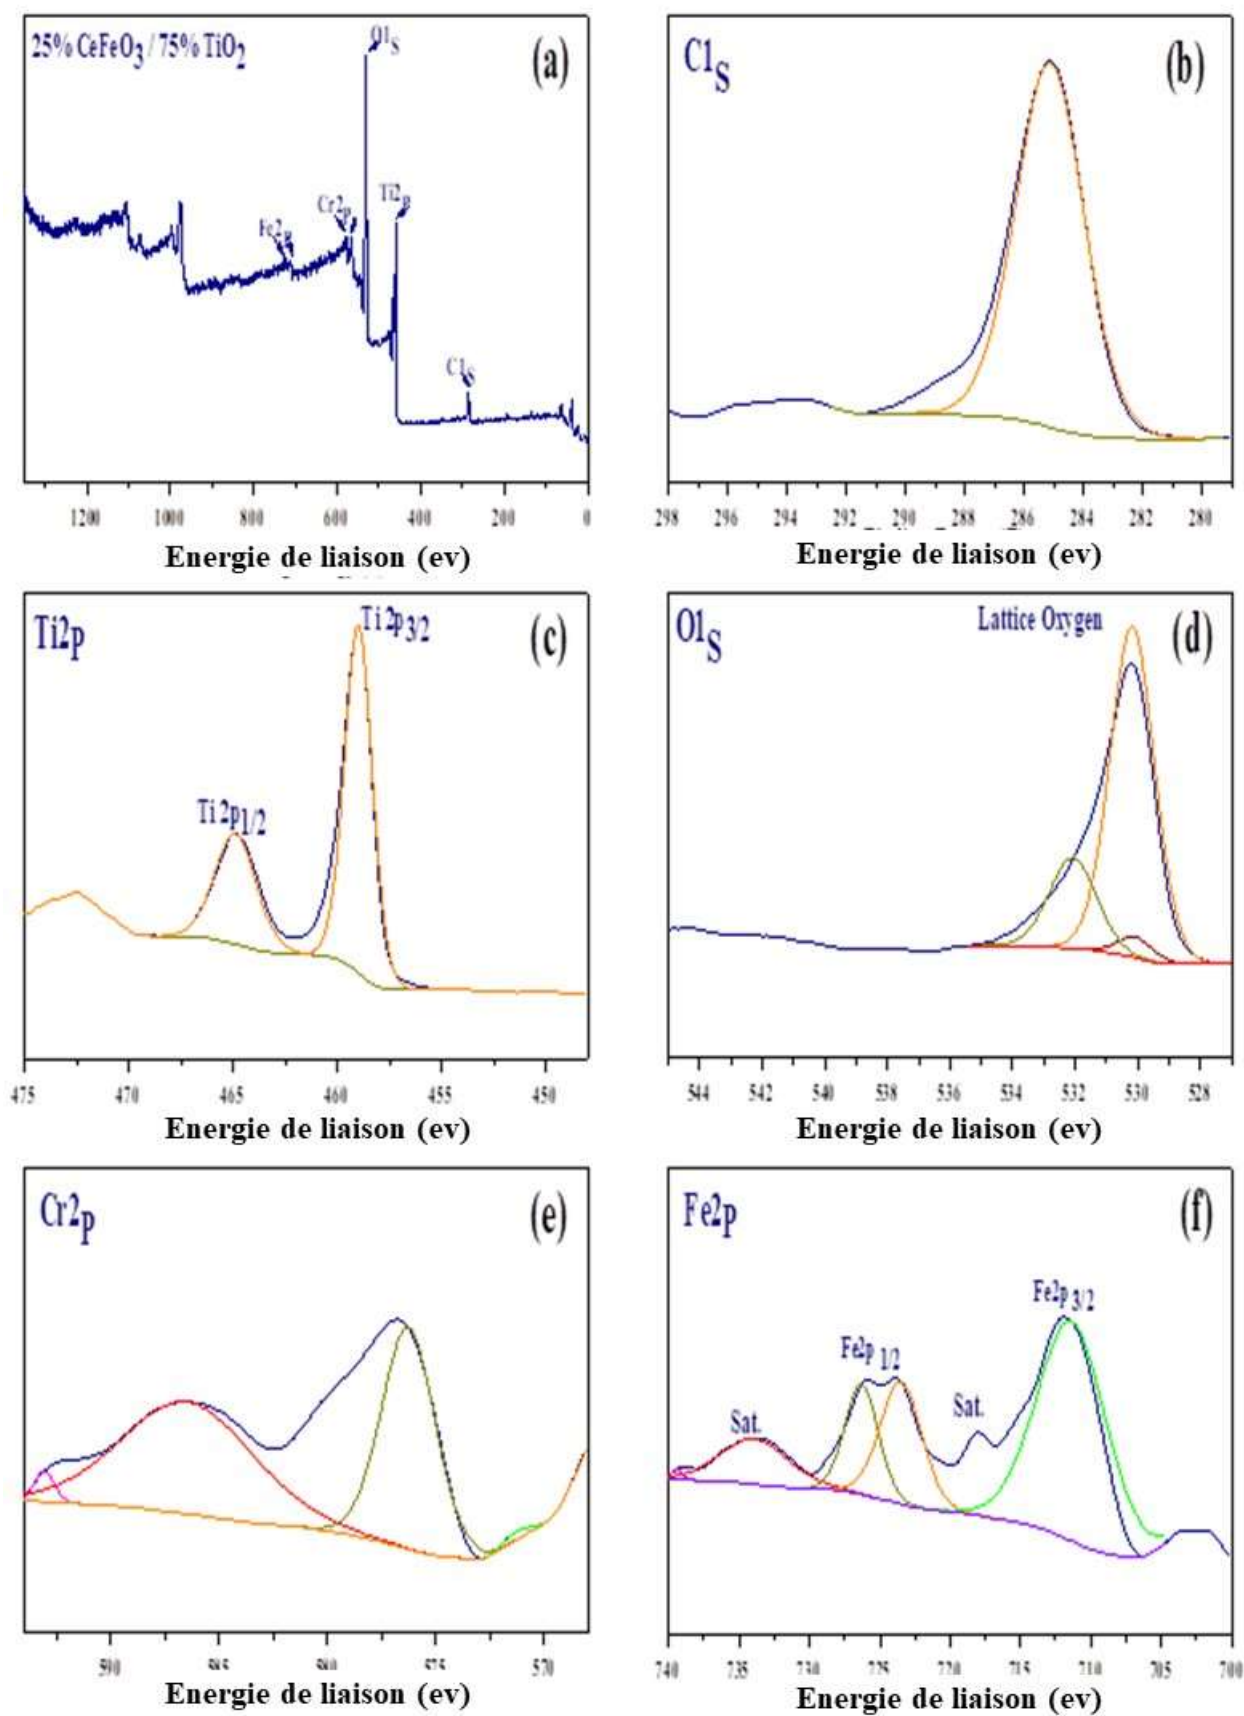 25% CeFeO3 / 75% TiO2
(a)
O1S
Ti2p
Cr2p
Fe2p
C1S
1200 1000 800 600 400 200 0
Energie de liaison (ev)
C1S
(b)
298 296 294 292 290 288 286 284 282 280
Energie de liaison (ev)
Ti2p
(c)
Ti 2p3/2
Ti 2p1/2
475 470 465 460 455 450
Energie de liaison (ev)
O1S
(d)
Lattice Oxygen
544 542 540 538 536 534 532 530 528
Energie de liaison (ev)
Cr2p
(e)
590 585 580 575 570
Energie de liaison (ev)
Fe2p
(f)
Fe2p 3/2
Fe2p 1/2
Sat.
Sat.
740 735 730 725 720 715 710 705 700
Energie de liaison (ev)